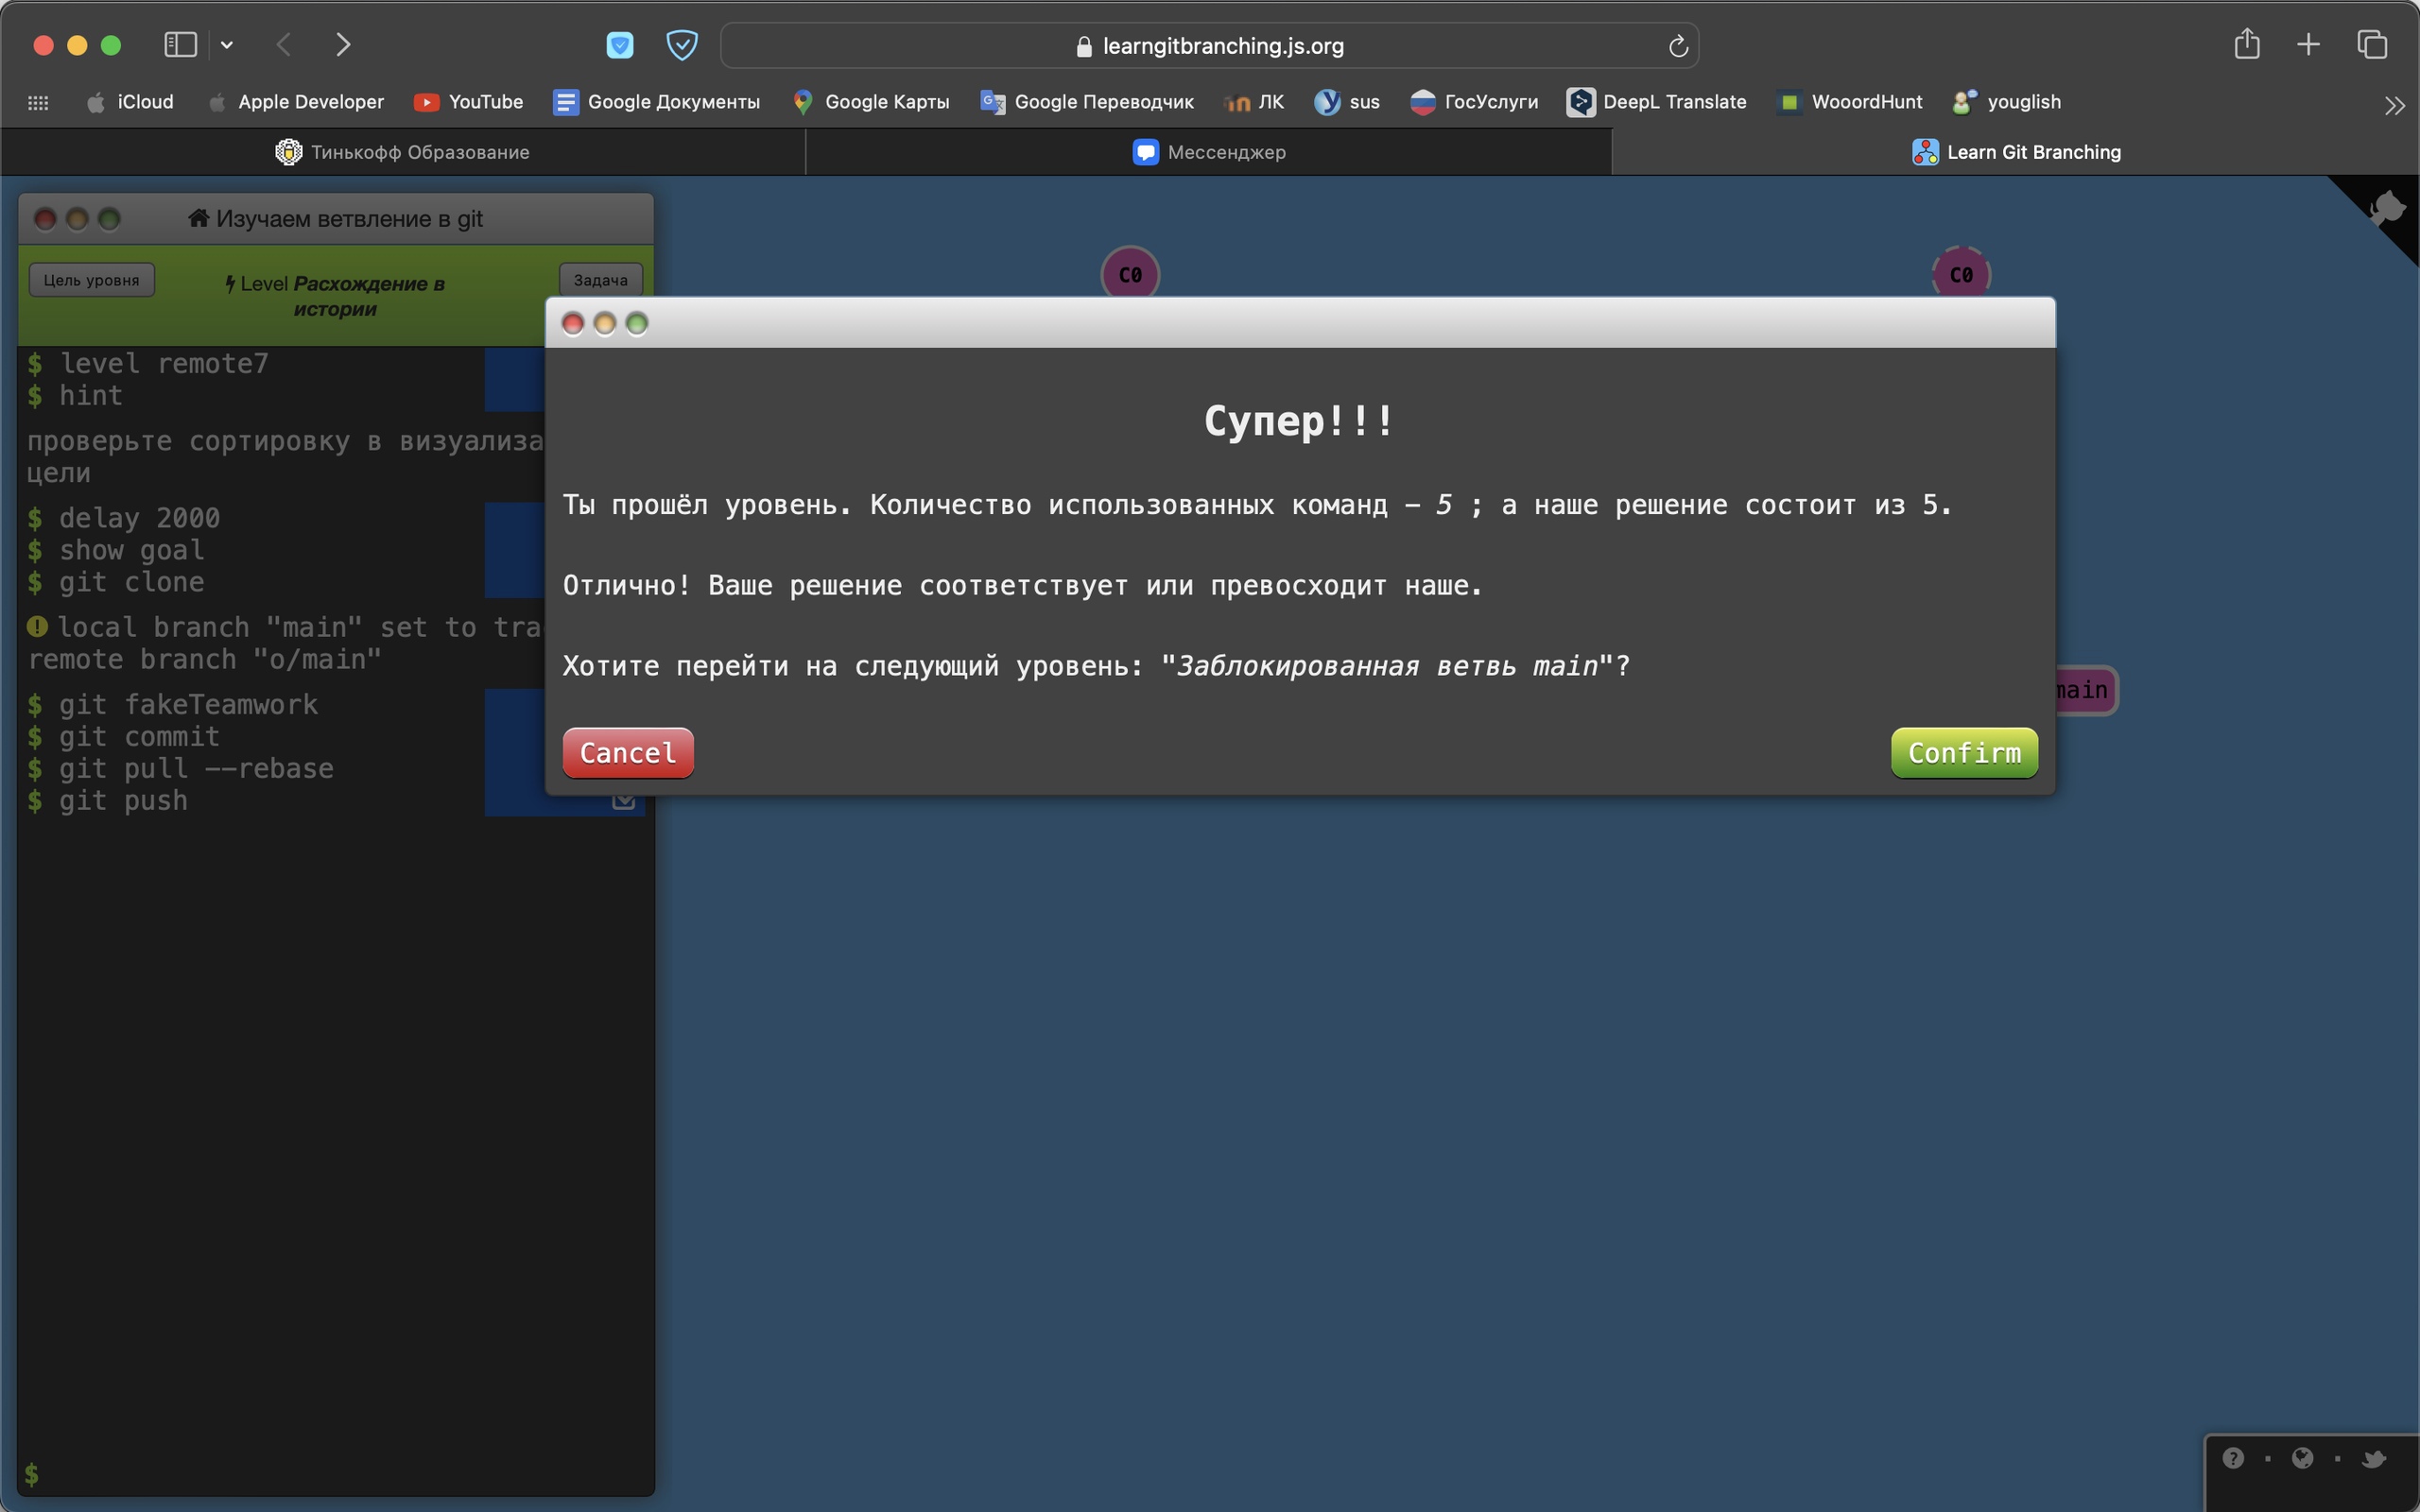 learngitbranching.js.org
iCloud
Apple Developer
YouTube
Google Документы
Google Карты
Google Переводчик
ЛК
sus
ГосУслуги
DeepL Translate
WooordHunt
youglish
Тинькофф Образование
Мессенджер
Learn Git Branching
Изучаем ветвление в git
Цель уровня
Level Расхождение в
истории
Задача
C0
C0
$ level remote7
$ hint
проверьте сортировку в визуализа
цели
$ delay 2000
$ show goal
$ git clone
local branch "main" set to tra
remote branch "o/main"
$ git fakeTeamwork
$ git commit
$ git pull --rebase
$ git push
$
Супер!!!
Ты прошёл уровень. Количество использованных команд – 5 ; а наше решение состоит из 5.
Отлично! Ваше решение соответствует или превосходит наше.
Хотите перейти на следующий уровень: "Заблокированная ветвь main"?
Cancel
Confirm
main